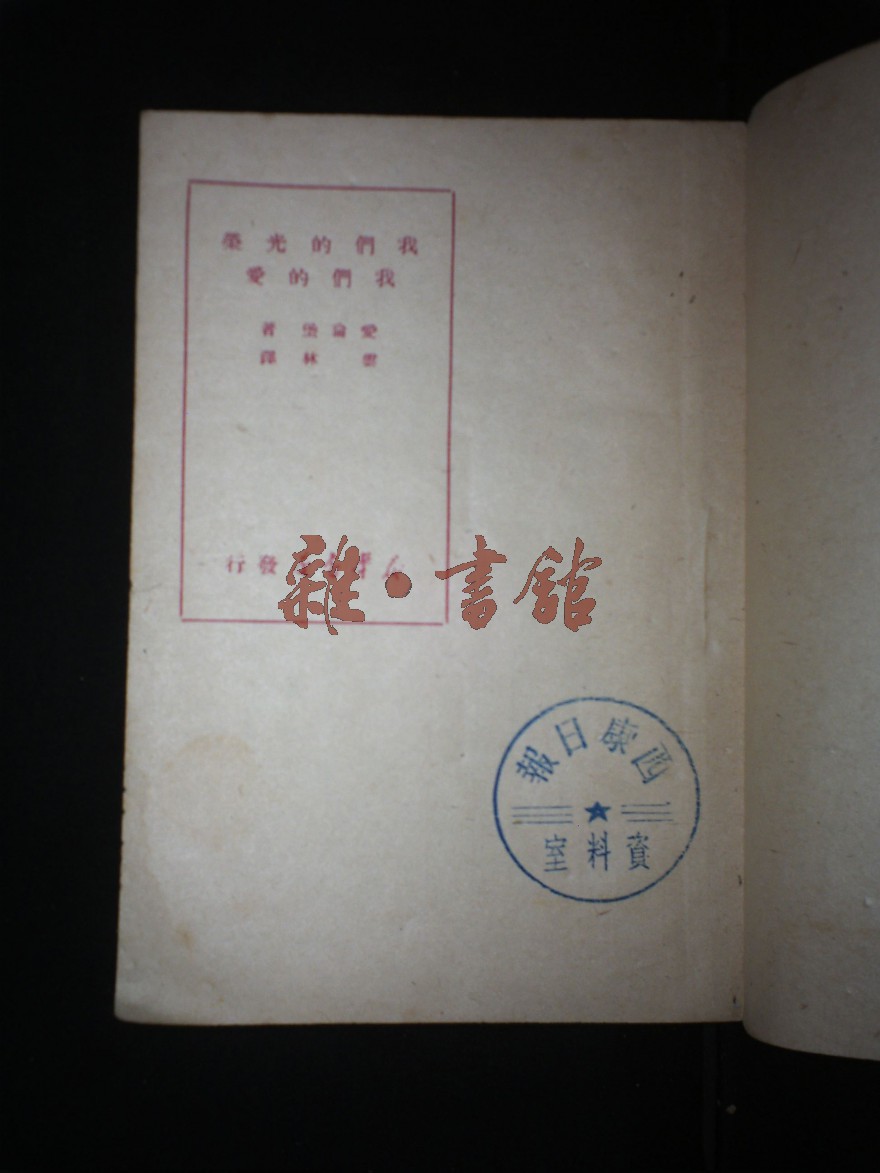 我們的光榮
我們的愛
愛倫堡 著
雲林 譯
發行
雜·書館
西康日報
資料室